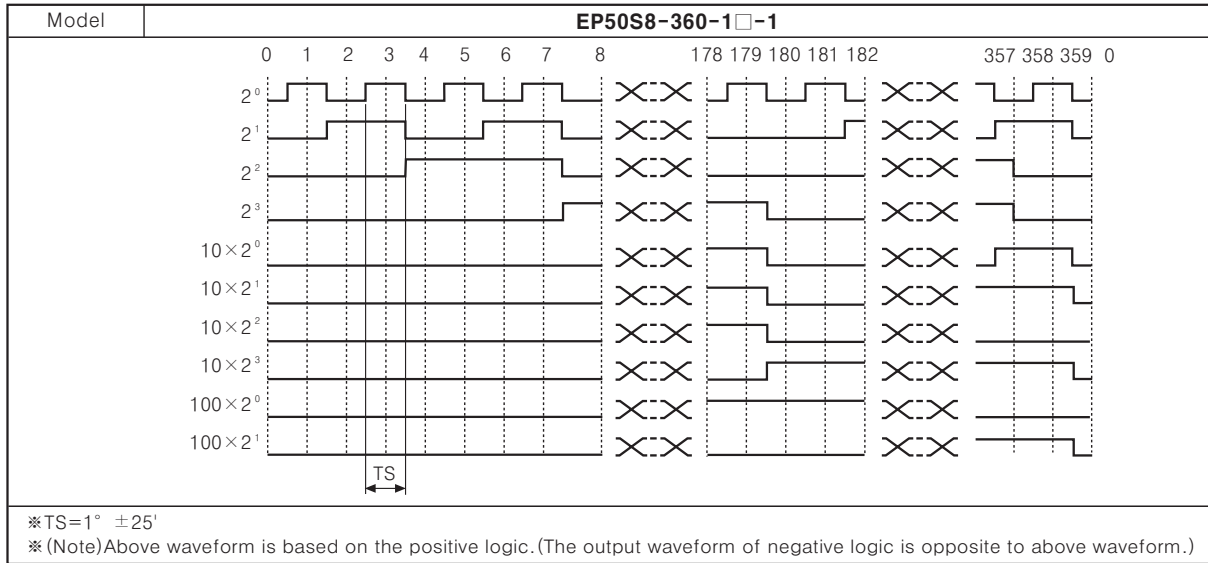 Model EP50S8-360-1□-1
0 1 2 3 4 5 6 7 8 178 179 180 181 182 357 358 359 0
2⁰
2¹
2²
2³
10×2⁰
10×2¹
10×2²
10×2³
100×2⁰
100×2¹
TS
※TS=1° ±25'
※(Note)Above waveform is based on the positive logic.(The output waveform of negative logic is opposite to above waveform.)